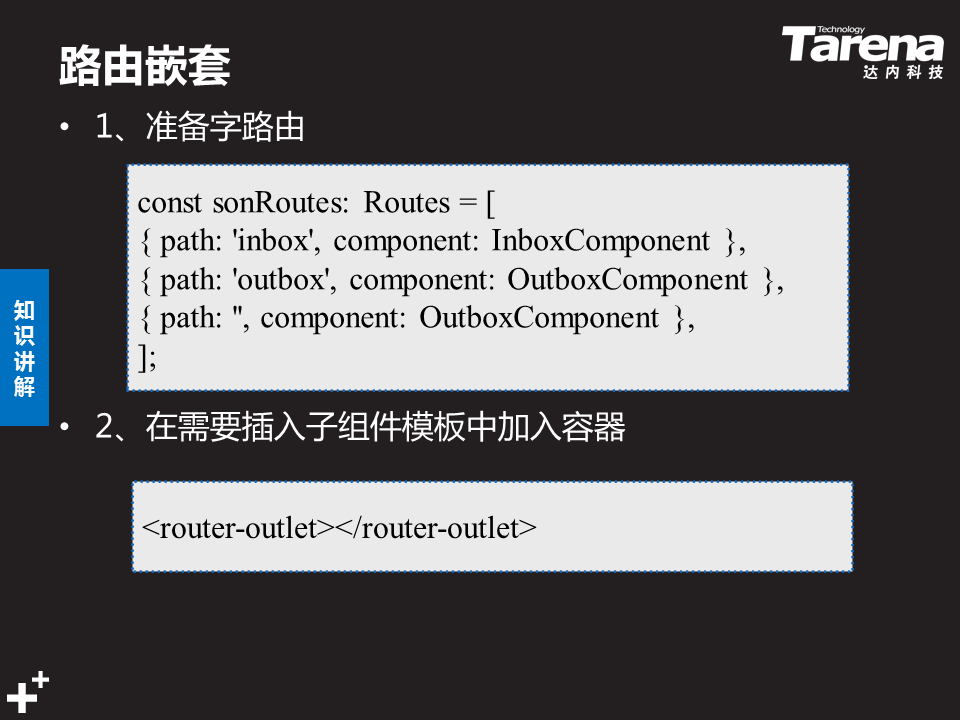 路由嵌套
Technology
Tarena
达内科技
• 1、准备字路由
const sonRoutes: Routes = [
{ path: 'inbox', component: InboxComponent },
{ path: 'outbox', component: OutboxComponent },
{ path: '', component: OutboxComponent },
];
知
识
讲
解
• 2、在需要插入子组件模板中加入容器
<router-outlet></router-outlet>